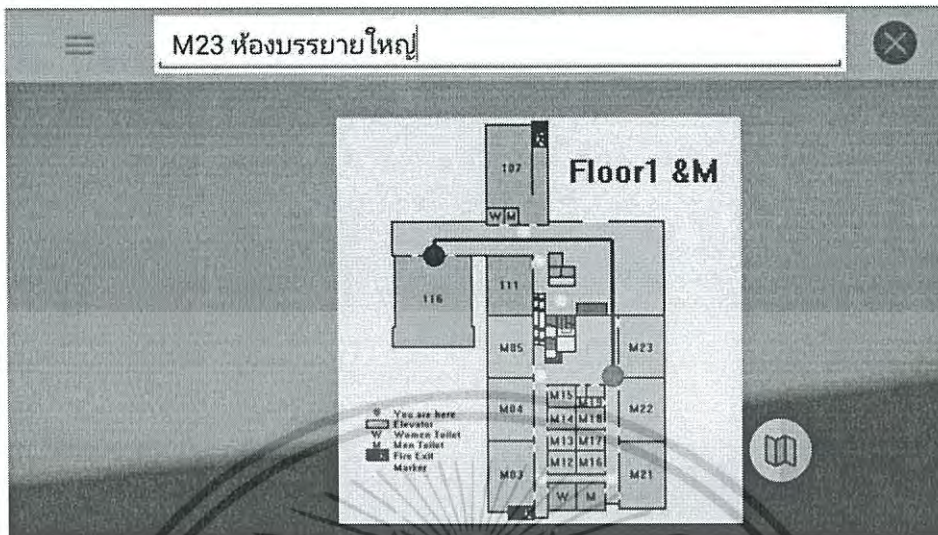 M23 ห้องบรรยายใหญ่
Floor1 &M
107
W M
111
116
M05
M23
M15
M19
M04
M14 M18
M22
M13 M17
M12 M16
M03
M21
W M
You are here
Elevator
W Women Toilet
M Men Toilet
Fire Exit
Marker